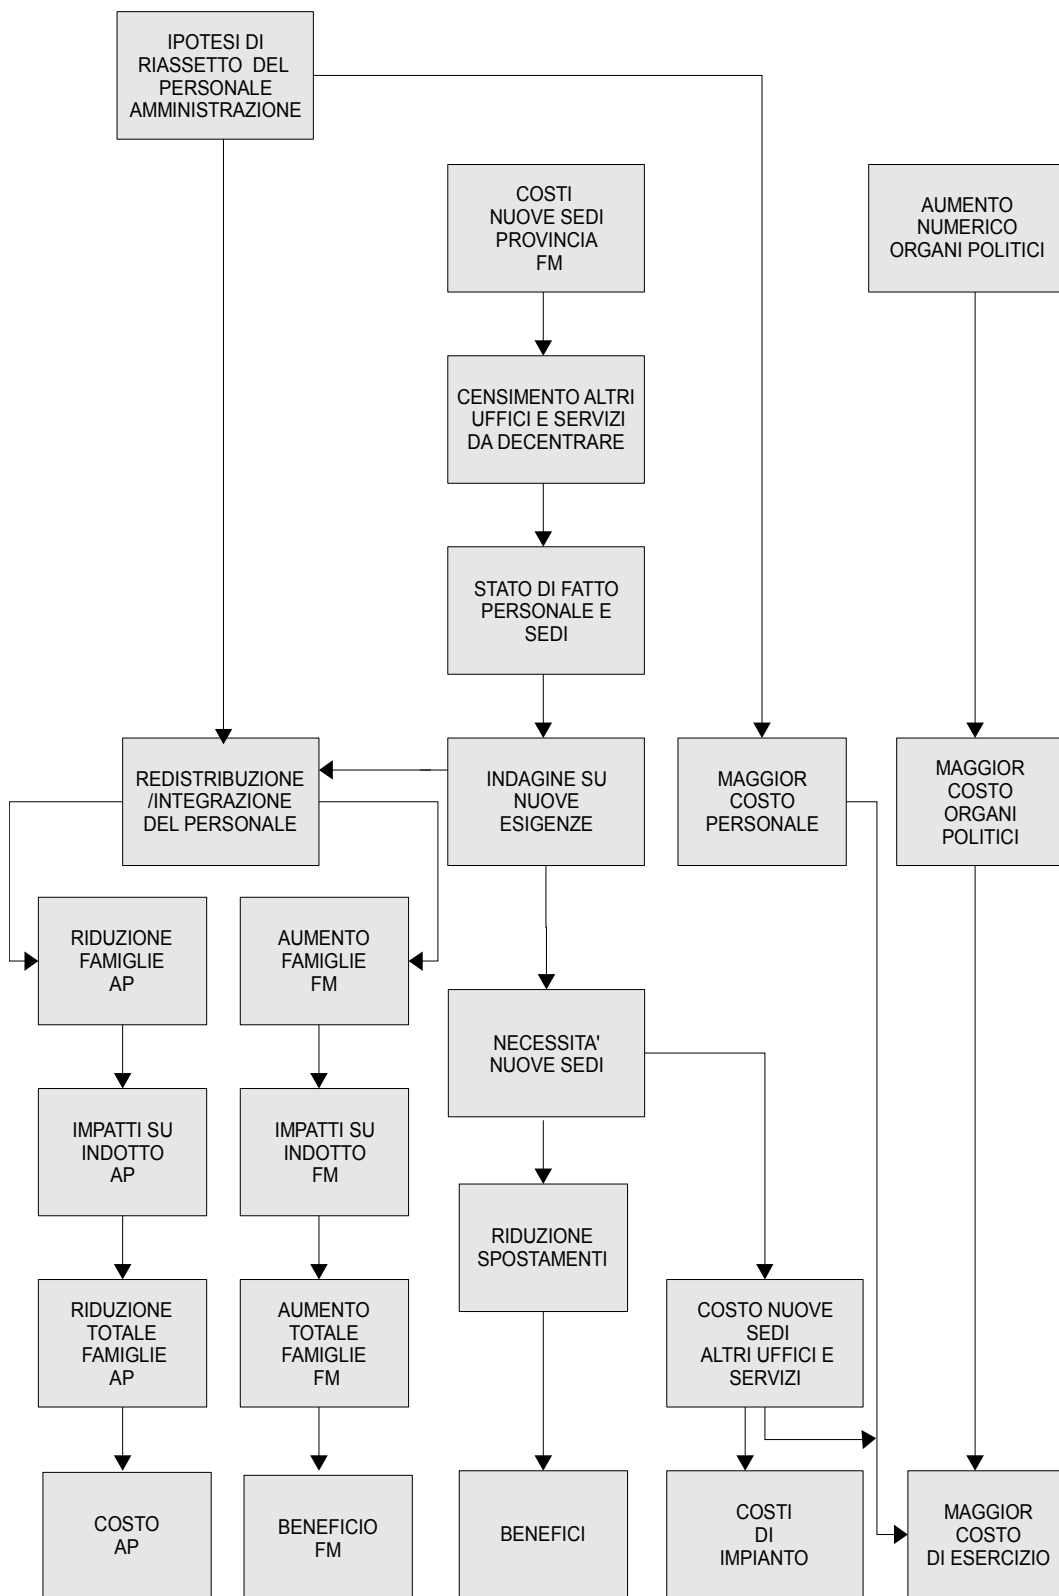 IPOTESI DI
RIASSETTO DEL
PERSONALE
AMMINISTRAZIONE
COSTI
NUOVE SEDI
PROVINCIA
FM
AUMENTO
NUMERICO
ORGANI POLITICI
CENSIMENTO ALTRI
UFFICI E SERVIZI
DA DECENTRARE
STATO DI FATTO
PERSONALE E
SEDI
REDISTRIBUZIONE
/INTEGRAZIONE
DEL PERSONALE
INDAGINE SU
NUOVE
ESIGENZE
MAGGIOR
COSTO
PERSONALE
MAGGIOR
COSTO
ORGANI
POLITICI
RIDUZIONE
FAMIGLIE
AP
AUMENTO
FAMIGLIE
FM
NECESSITA'
NUOVE SEDI
IMPATTI SU
INDOTTO
AP
IMPATTI SU
INDOTTO
FM
RIDUZIONE
SPOSTAMENTI
RIDUZIONE
TOTALE
FAMIGLIE
AP
AUMENTO
TOTALE
FAMIGLIE
FM
COSTO NUOVE
SEDI
ALTRI UFFICI E
SERVIZI
COSTO
AP
BENEFICIO
FM
BENEFICI
COSTI
DI
IMPIANTO
MAGGIOR
COSTO
DI ESERCIZIO